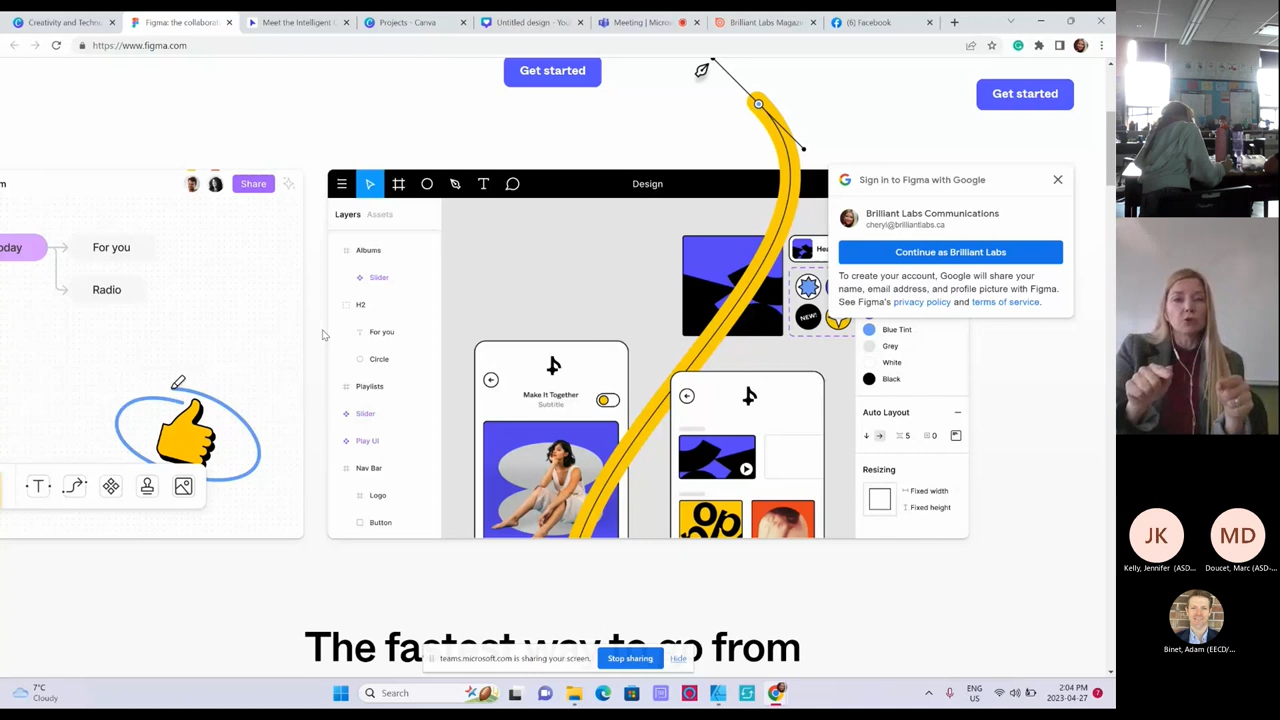 Creativity and Techn
Figma: the collabora
Meet the Intelligent
Projects - Canva
Untitled design - You
Meeting | Micro
Brilliant Labs Magaz
(6) Facebook
https://www.figma.com
Get started
Get started
m
Share
oday
For you
Radio
T
Design
Layers
Assets
Albums
Slider
H2
For you
Circle
Playlists
Slider
Play UI
Nav Bar
Logo
Button
T
Make It Together
Subtitle
Hea
NEW!
Sign in to Figma with Google
Brilliant Labs Communications
cheryl@brilliantlabs.ca
Continue as Brilliant Labs
To create your account, Google will share your
name, email address, and profile picture with Figma.
See Figma's privacy policy and terms of service.
Blue Tint
Grey
White
Black
Auto Layout
5
0
Resizing
Fixed width
Fixed height
The fastest way to go from
teams.microsoft.com is sharing your screen.
Stop sharing
Hide
JK
MD
Kelly, Jennifer (ASD...
Doucet, Marc (ASD-...
Binet, Adam (EECD/...
7°C
Cloudy
Search
ENG
US
2:04 PM
2023-04-27
7